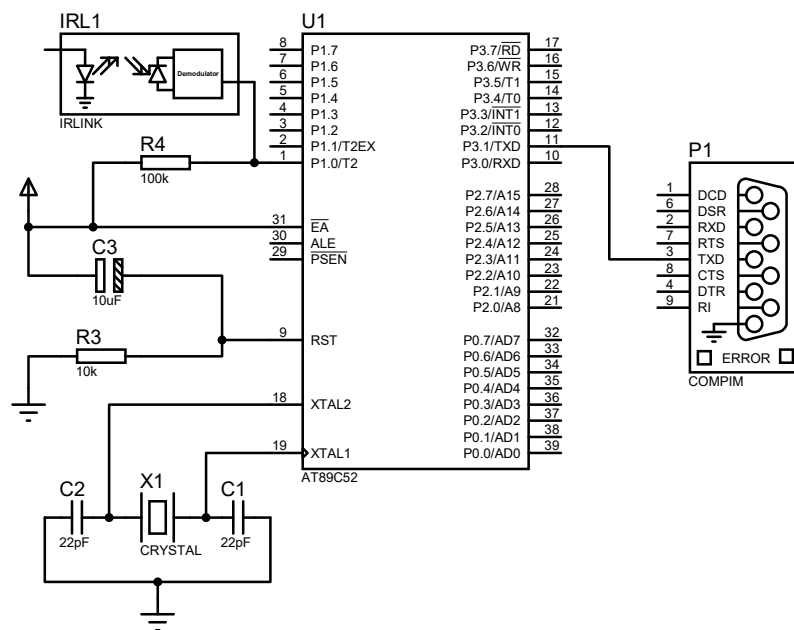 IRL1
Demodulator
IRLINK
R4
100k
C3
10uF
R3
10k
C2
22pF
X1
CRYSTAL
C1
22pF
U1
8 P1.7
7 P1.6
6 P1.5
5 P1.4
4 P1.3
3 P1.2
2 P1.1/T2EX
1 P1.0/T2
31 EA
30 ALE
29 PSEN
9 RST
18 XTAL2
19 XTAL1
P3.7/RD 17
P3.6/WR 16
P3.5/T1 15
P3.4/T0 14
P3.3/INT1 13
P3.2/INT0 12
P3.1/TXD 11
P3.0/RXD 10
P2.7/A15 28
P2.6/A14 27
P2.5/A13 26
P2.4/A12 25
P2.3/A11 24
P2.2/A10 23
P2.1/A9 22
P2.0/A8 21
P0.7/AD7 32
P0.6/AD6 33
P0.5/AD5 34
P0.4/AD4 35
P0.3/AD3 36
P0.2/AD2 37
P0.1/AD1 38
P0.0/AD0 39
AT89C52
P1
1 DCD
6 DSR
2 RXD
7 RTS
3 TXD
8 CTS
4 DTR
9 RI
ERROR
COMPIM